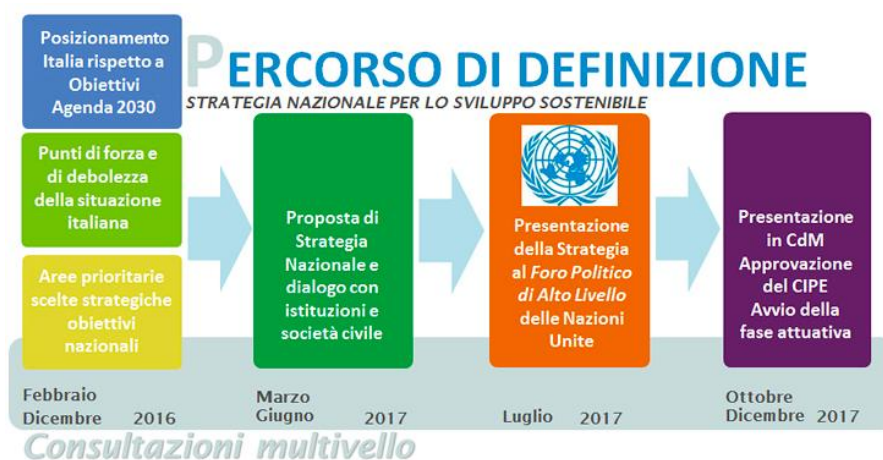 PERCORSO DI DEFINIZIONE
STRATEGIA NAZIONALE PER LO SVILUPPO SOSTENIBILE
Posizionamento
Italia rispetto a
Obiettivi
Agenda 2030
Punti di forza e
di debolezza
della situazione
italiana
Aree prioritarie
scelte strategiche
obiettivi
nazionali
Febbraio
Dicembre 2016
Proposta di
Strategia
Nazionale e
dialogo con
istituzioni e
società civile
Marzo
Giugno 2017
Presentazione
della Strategia
al Foro Politico
di Alto Livello
delle Nazioni
Unite
Luglio 2017
Presentazione
in CdM
Approvazione
del CIPE
Avvio della
fase attuativa
Ottobre
Dicembre 2017
Consultazioni multivello